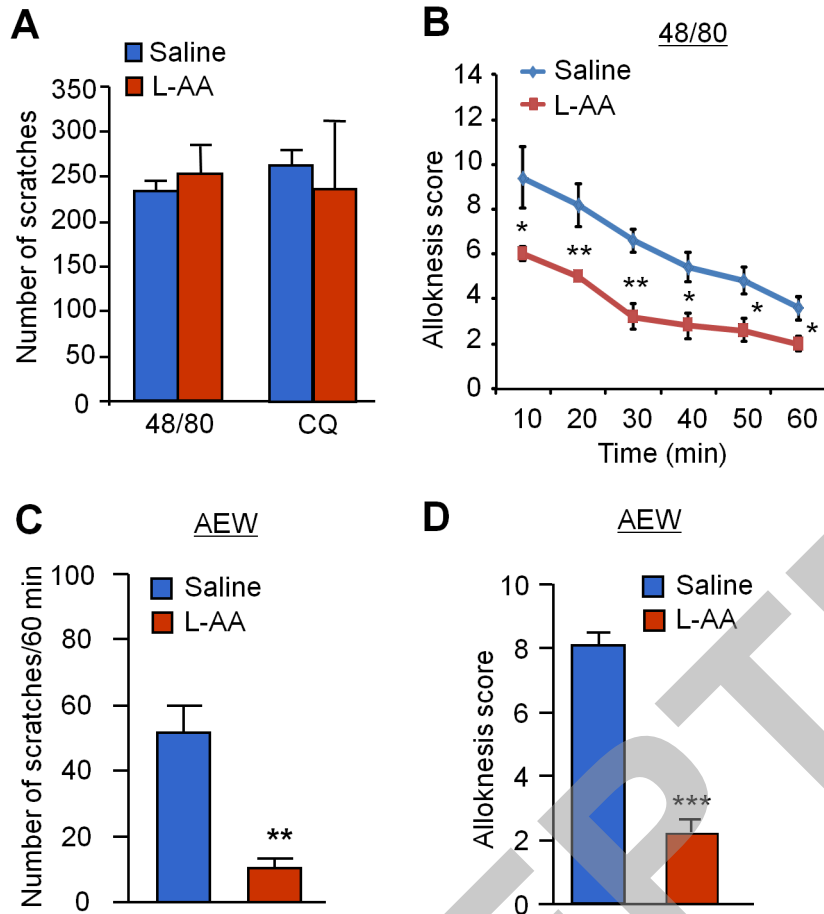 A
Saline
L-AA
Number of scratches
350
300
250
200
150
100
50
0
48/80
CQ
B
48/80
Saline
L-AA
Alloknesis score
14
12
10
8
6
4
2
0
*
**
**
*
*
*
10 20 30 40 50 60
Time (min)
C
AEW
Saline
L-AA
Number of scratches/60 min
100
80
60
40
20
0
**
D
AEW
Saline
L-AA
Alloknesis score
10
8
6
4
2
0
***